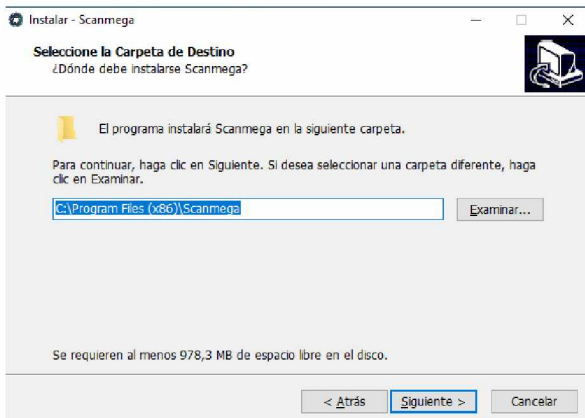 Instalar - Scanmega
Seleccione la Carpeta de Destino
¿Dónde debe instalarse Scanmega?
El programa instalará Scanmega en la siguiente carpeta.
Para continuar, haga clic en Siguiente. Si desea seleccionar una carpeta diferente, haga
clic en Examinar.
C:\Program Files (x86)\Scanmega
Examinar...
Se requieren al menos 978,3 MB de espacio libre en el disco.
< Atrás
Siguiente >
Cancelar